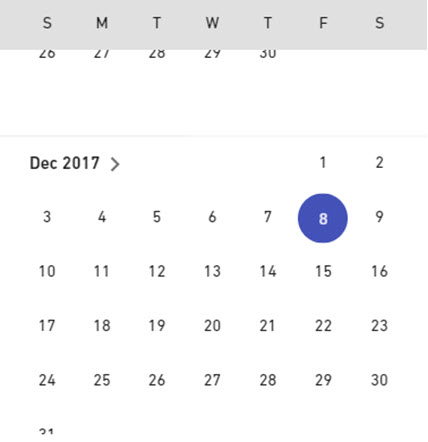 S M T W T F S
26 27 28 29 30
Dec 2017 > 1 2
3 4 5 6 7 8 9
10 11 12 13 14 15 16
17 18 19 20 21 22 23
24 25 26 27 28 29 30
31